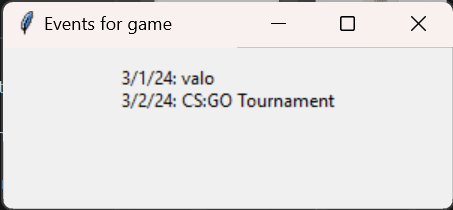 Events for game
3/1/24: valo
3/2/24: CS:GO Tournament